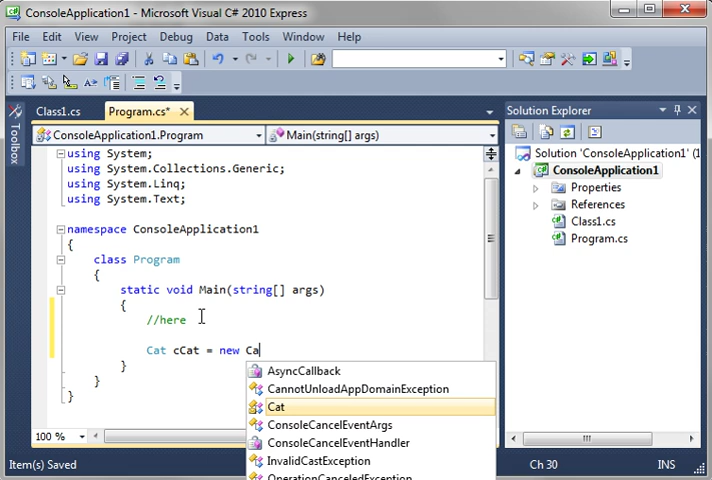 ConsoleApplication1 - Microsoft Visual C# 2010 Express
File Edit View Project Debug Data Tools Window Help
Class1.cs Program.cs*
ConsoleApplication1.Program Main(string[] args)
Toolbox
using System;
using System.Collections.Generic;
using System.Linq;
using System.Text;
namespace ConsoleApplication1
{
class Program
{
static void Main(string[] args)
{
//here
Cat cCat = new Ca
}
}
}
AsyncCallback
CannotUnloadAppDomainException
Cat
ConsoleCancelEventArgs
ConsoleCancelEventHandler
InvalidCastException
OperationCanceledException
100 %
Solution Explorer
Solution 'ConsoleApplication1' (1
ConsoleApplication1
Properties
References
Class1.cs
Program.cs
Item(s) Saved Ch 30 INS